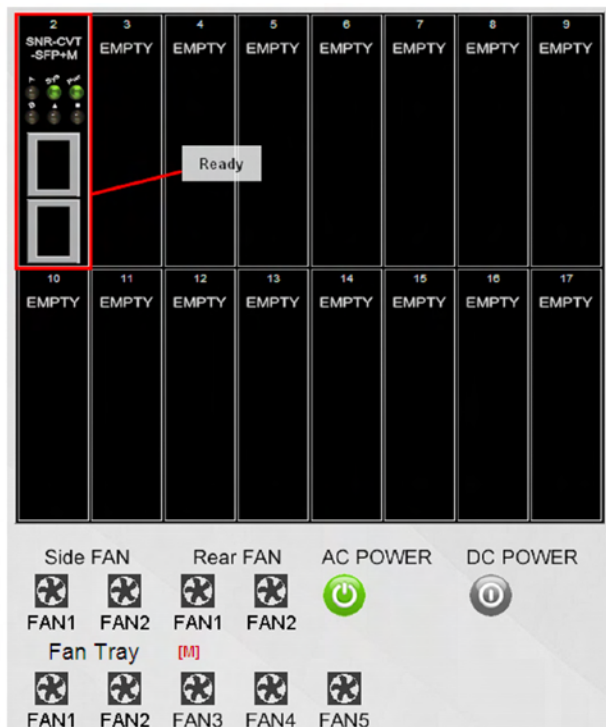 2
SNR-CVT
-SFP+M
3
EMPTY
4
EMPTY
5
EMPTY
6
EMPTY
7
EMPTY
8
EMPTY
9
EMPTY
Ready
10
EMPTY
11
EMPTY
12
EMPTY
13
EMPTY
14
EMPTY
15
EMPTY
16
EMPTY
17
EMPTY
Side FAN
Rear FAN
AC POWER
DC POWER
FAN1 FAN2 FAN1 FAN2
Fan Tray [M]
FAN1 FAN2 FAN3 FAN4 FAN5